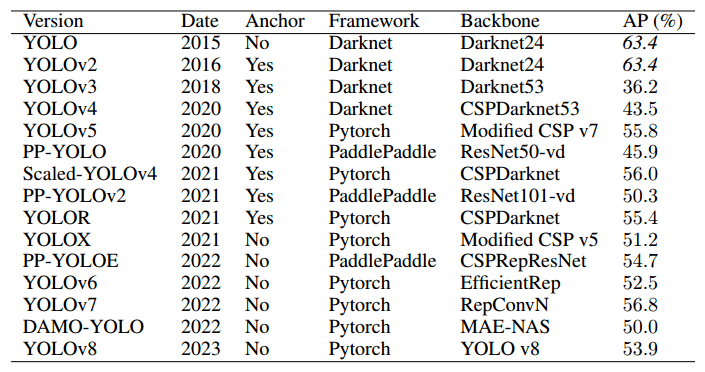 Version Date Anchor Framework Backbone AP (%)
YOLO 2015 No Darknet Darknet24 63.4
YOLOv2 2016 Yes Darknet Darknet24 63.4
YOLOv3 2018 Yes Darknet Darknet53 36.2
YOLOv4 2020 Yes Darknet CSPDarknet53 43.5
YOLOv5 2020 Yes Pytorch Modified CSP v7 55.8
PP-YOLO 2020 Yes PaddlePaddle ResNet50-vd 45.9
Scaled-YOLOv4 2021 Yes Pytorch CSPDarknet 56.0
PP-YOLOv2 2021 Yes PaddlePaddle ResNet101-vd 50.3
YOLOR 2021 Yes Pytorch CSPDarknet 55.4
YOLOX 2021 No Pytorch Modified CSP v5 51.2
PP-YOLOE 2022 No PaddlePaddle CSPRepResNet 54.7
YOLOv6 2022 No Pytorch EfficientRep 52.5
YOLOv7 2022 No Pytorch RepConvN 56.8
DAMO-YOLO 2022 No Pytorch MAE-NAS 50.0
YOLOv8 2023 No Pytorch YOLO v8 53.9